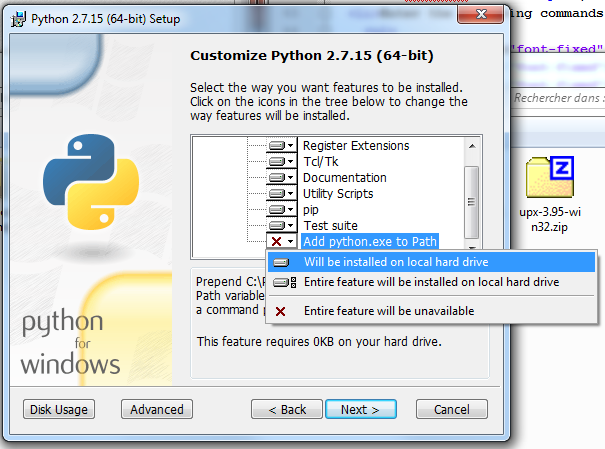 Python 2.7.15 (64-bit) Setup
ing commands
"font-fixed"
Customize Python 2.7.15 (64-bit)
Select the way you want features to be installed.
Click on the icons in the tree below to change the
way features will be installed.
Rechercher dans :
Register Extensions
Tcl/Tk
Documentation
Utility Scripts
pip
Test suite
Add python.exe to Path
upx-3.95-wi
n32.zip
Will be installed on local hard drive
Entire feature will be installed on local hard drive
Entire feature will be unavailable
Prepend C:\
Path variabl
a command
This feature requires 0KB on your hard drive.
python
for
windows
Disk Usage
Advanced
< Back
Next >
Cancel